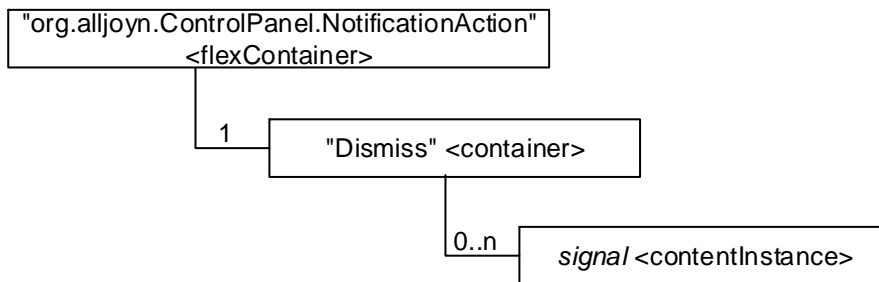 "org.alljoyn.ControlPanel.NotificationAction"
<flexContainer>
1
"Dismiss" <container>
0..n
signal <contentInstance>